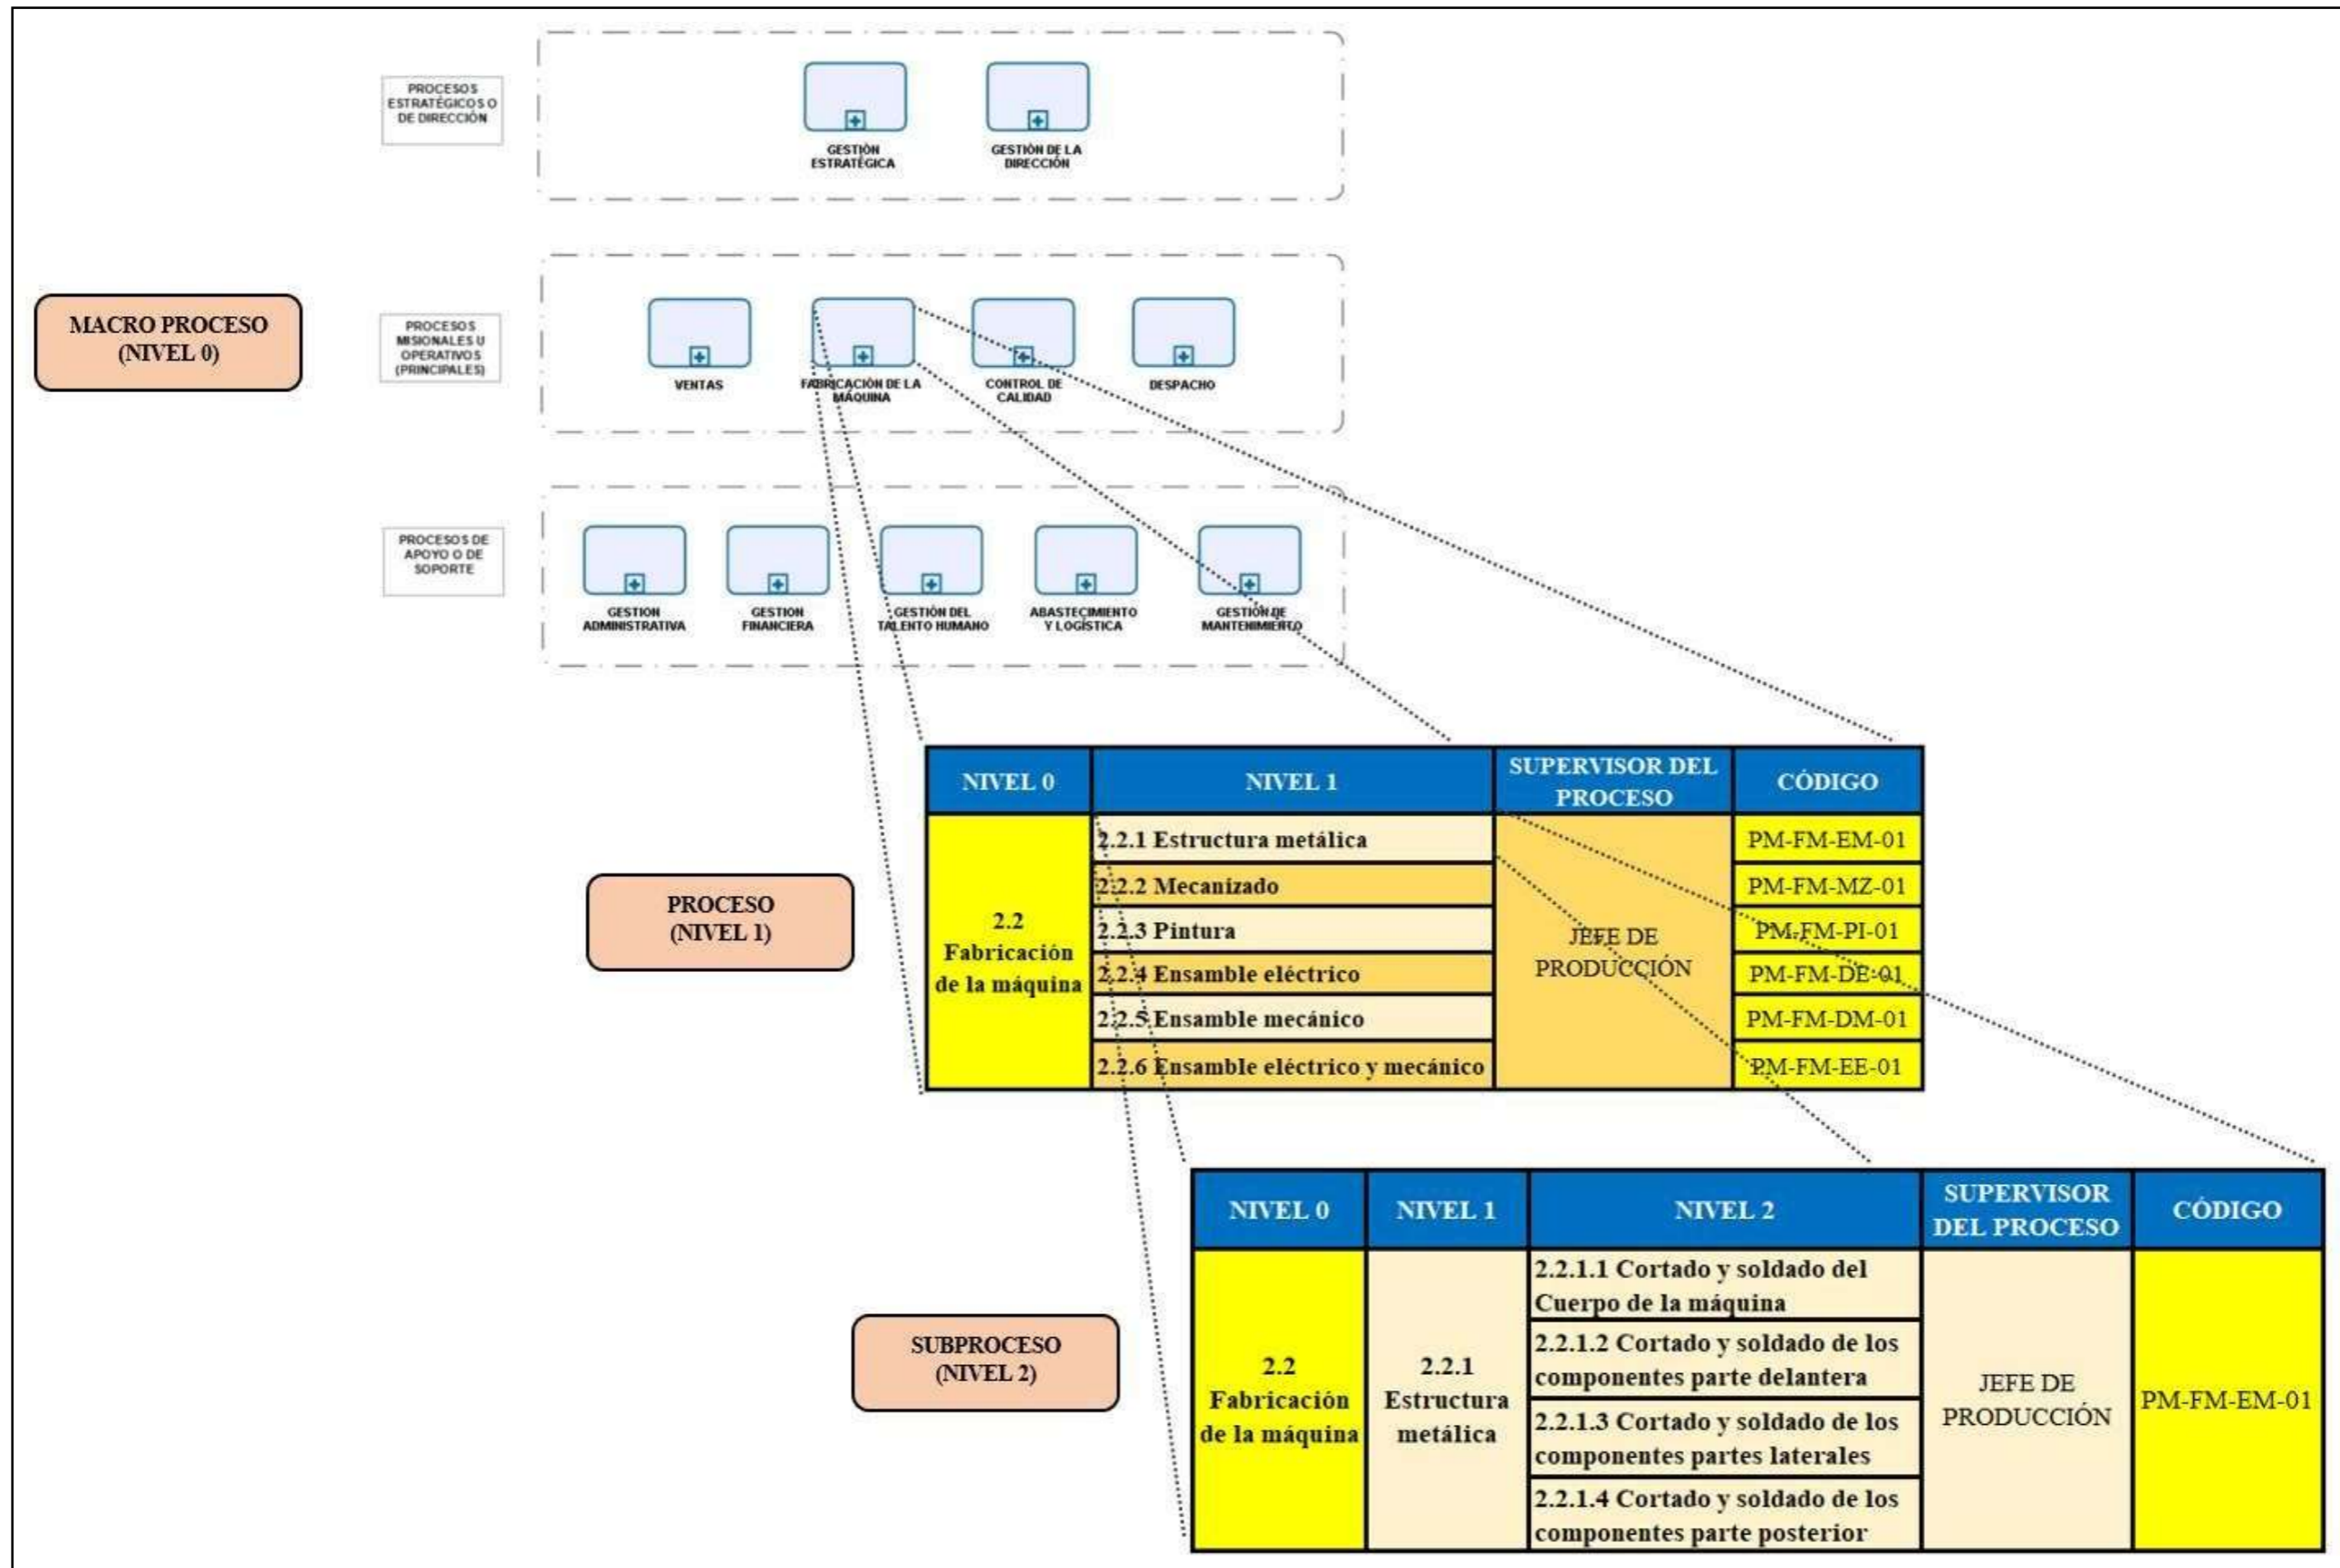 PROCESOS
ESTRATÉGICOS O
DE DIRECCIÓN
GESTIÓN
ESTRATÉGICA
GESTIÓN DE LA
DIRECCIÓN
MACRO PROCESO
(NIVEL 0)
PROCESOS
MISIONALES U
OPERATIVOS
(PRINCIPALES)
VENTAS
FABRICACIÓN DE LA
MÁQUINA
CONTROL DE
CALIDAD
DESPACHO
PROCESOS DE
APOYO O DE
SOPORTE
GESTION
ADMINISTRATIVA
GESTION
FINANCIERA
GESTIÓN DEL
TALENTO HUMANO
ABASTECIMIENTO
Y LOGÍSTICA
GESTIÓN DE
MANTENIMIENTO
PROCESO
(NIVEL 1)
NIVEL 0
NIVEL 1
SUPERVISOR DEL
PROCESO
CÓDIGO
2.2
Fabricación
de la máquina
2.2.1 Estructura metálica
2.2.2 Mecanizado
2.2.3 Pintura
2.2.4 Ensamble eléctrico
2.2.5 Ensamble mecánico
2.2.6 Ensamble eléctrico y mecánico
JEFE DE
PRODUCCIÓN
PM-FM-EM-01
PM-FM-MZ-01
PM-FM-PI-01
PM-FM-DE-01
PM-FM-DM-01
PM-FM-EE-01
SUBPROCESO
(NIVEL 2)
NIVEL 0
NIVEL 1
NIVEL 2
SUPERVISOR
DEL PROCESO
CÓDIGO
2.2
Fabricación
de la máquina
2.2.1
Estructura
metálica
2.2.1.1 Cortado y soldado del
Cuerpo de la máquina
2.2.1.2 Cortado y soldado de los
componentes parte delantera
2.2.1.3 Cortado y soldado de los
componentes partes laterales
2.2.1.4 Cortado y soldado de los
componentes parte posterior
JEFE DE
PRODUCCIÓN
PM-FM-EM-01